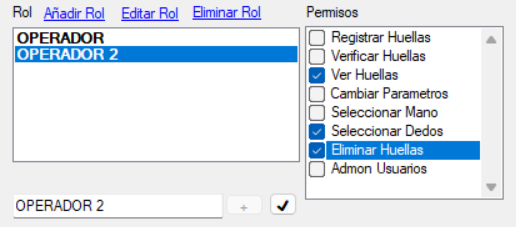 Rol Añadir Rol Editar Rol Eliminar Rol
OPERADOR
OPERADOR 2
OPERADOR 2
+
Permisos
Registrar Huellas
Verificar Huellas
Ver Huellas
Cambiar Parametros
Seleccionar Mano
Seleccionar Dedos
Eliminar Huellas
Admon Usuarios